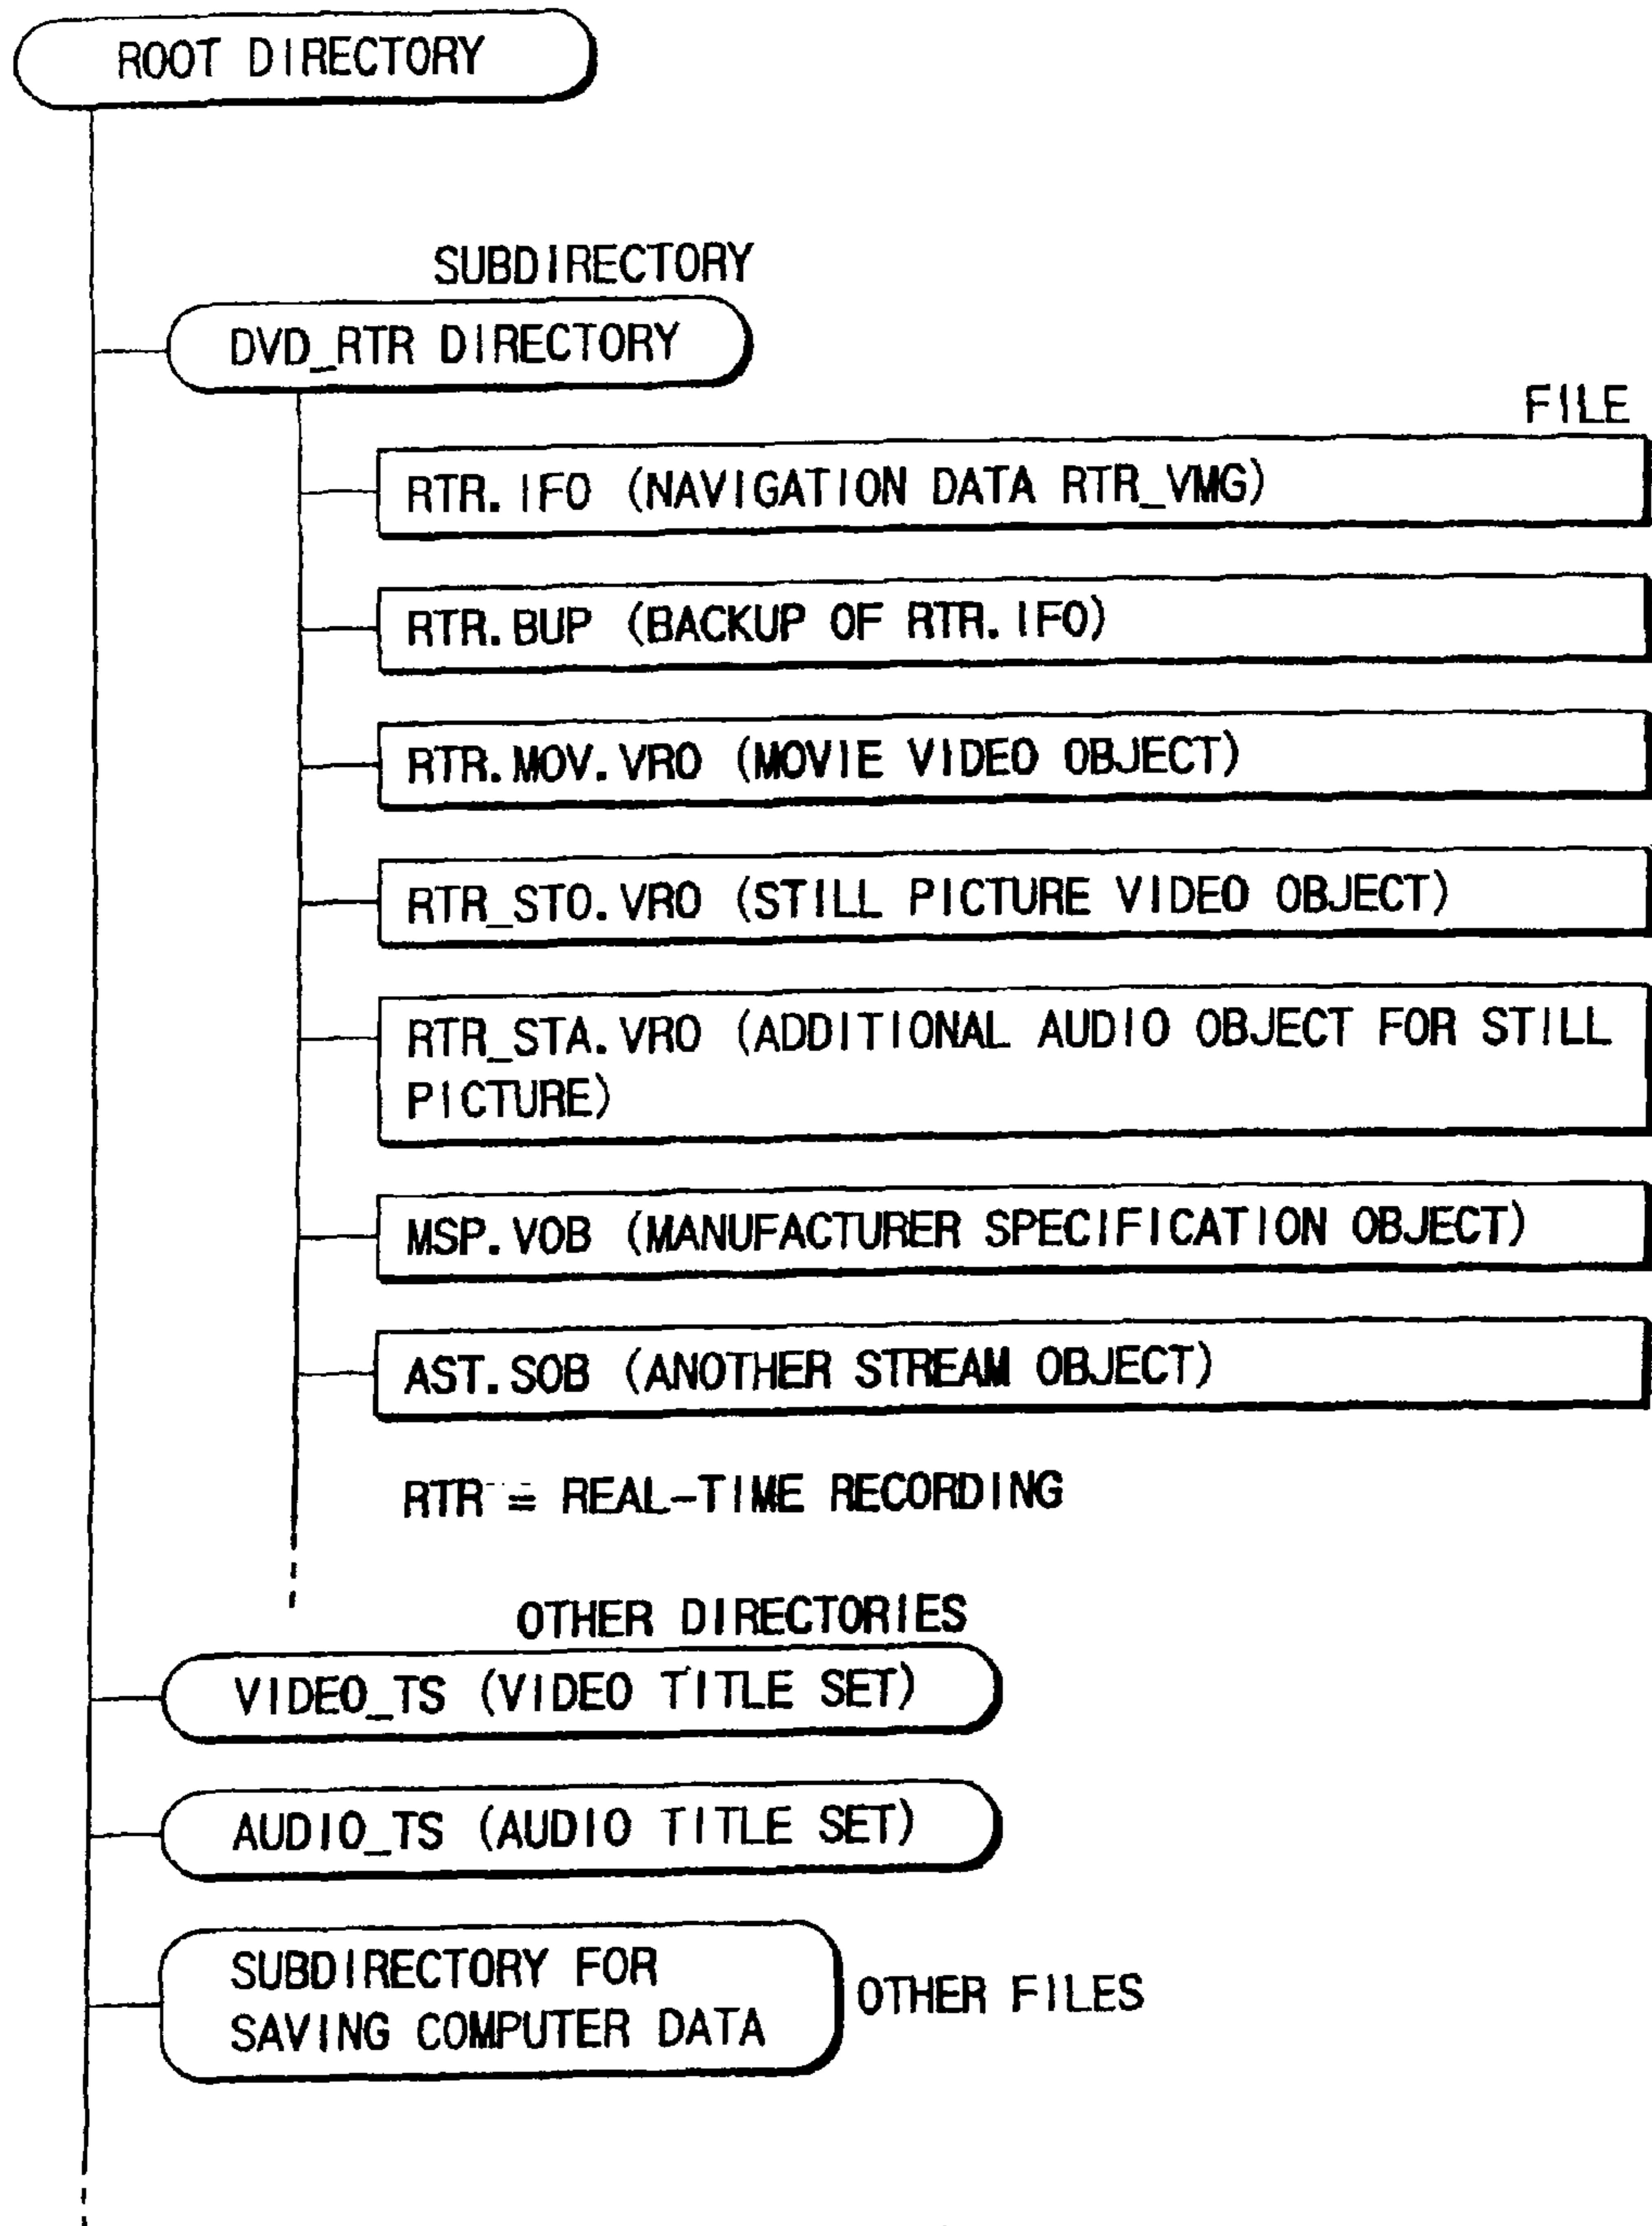 ROOT DIRECTORY
SUBDIRECTORY
DVD_RTR DIRECTORY
FILE
RTR.IFO (NAVIGATION DATA RTR_VMG)
RTR.BUP (BACKUP OF RTR.IFO)
RTR.MOV.VRO (MOVIE VIDEO OBJECT)
RTR_STO.VRO (STILL PICTURE VIDEO OBJECT)
RTR_STA.VRO (ADDITIONAL AUDIO OBJECT FOR STILL
PICTURE)
MSP.VOB (MANUFACTURER SPECIFICATION OBJECT)
AST.SOB (ANOTHER STREAM OBJECT)
RTR = REAL-TIME RECORDING
OTHER DIRECTORIES
VIDEO_TS (VIDEO TITLE SET)
AUDIO_TS (AUDIO TITLE SET)
SUBDIRECTORY FOR
SAVING COMPUTER DATA
OTHER FILES